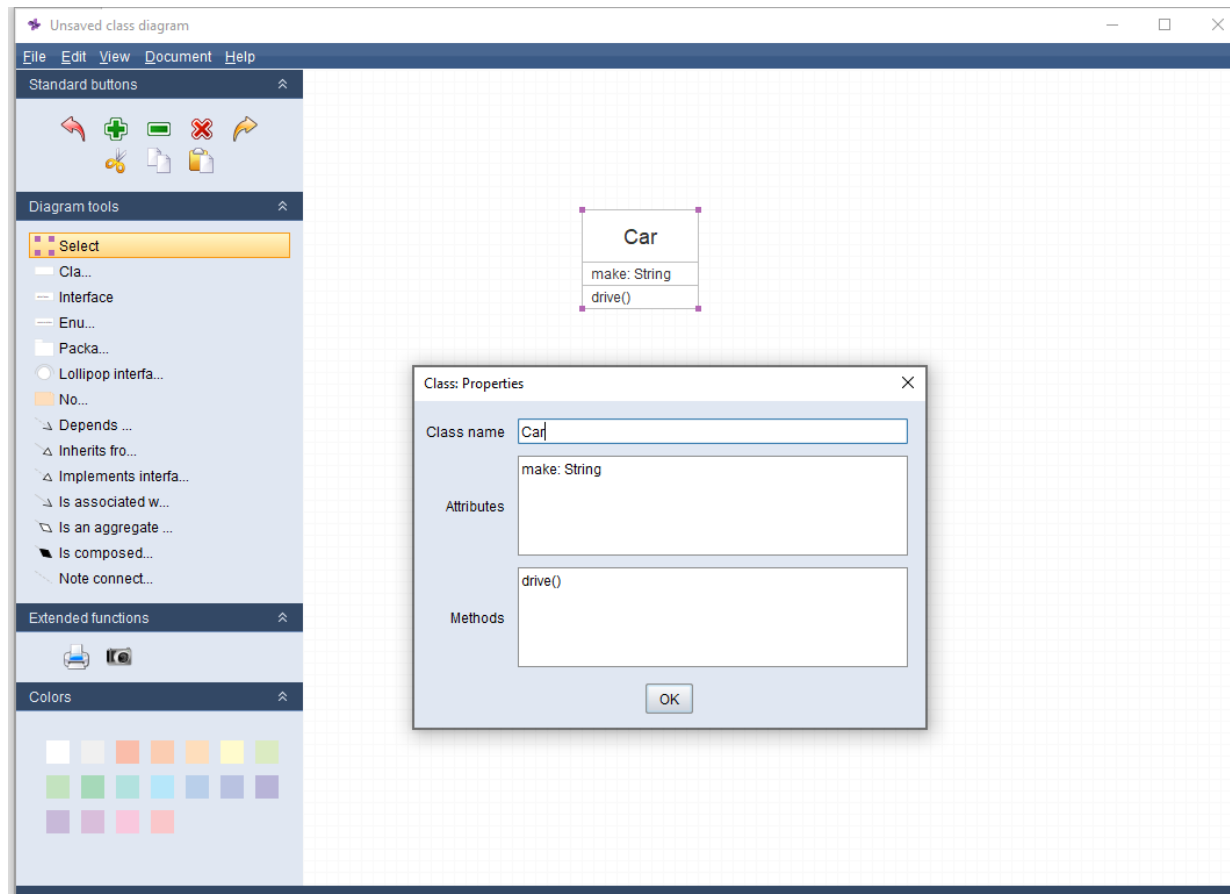 Unsaved class diagram
File Edit View Document Help
Standard buttons
Diagram tools
Select
Cla...
Interface
Enu...
Packa...
Lollipop interfa...
No...
Depends ...
Inherits fro...
Implements interfa...
Is associated w...
Is an aggregate ...
Is composed...
Note connect...
Extended functions
Colors
Car
make: String
drive()
Class: Properties
Class name Car
Attributes make: String
Methods drive()
OK